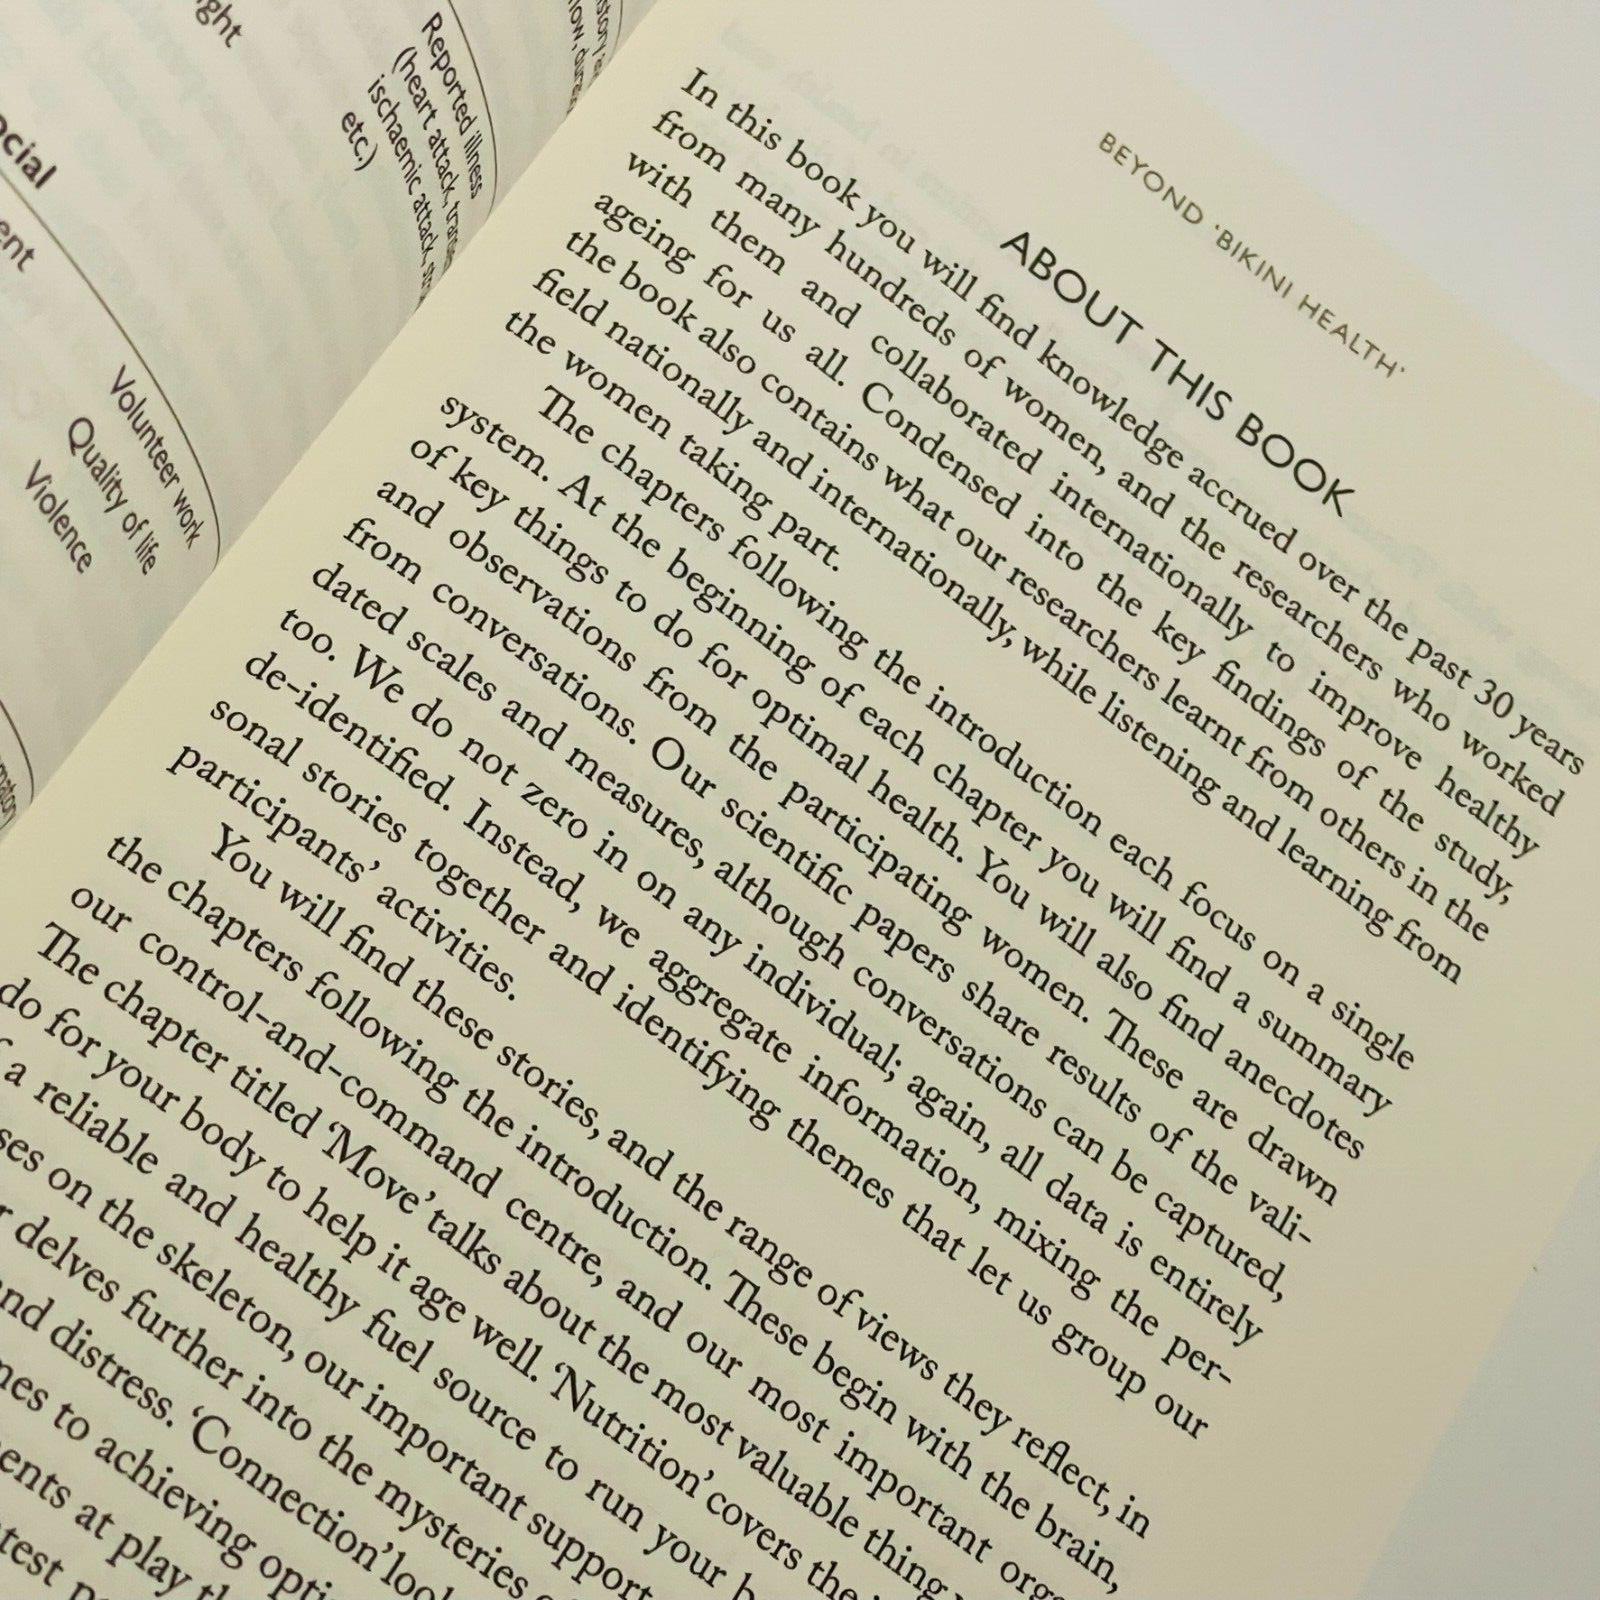 ght
Reported illness
(heart attack,
ischaemic attack,
etc.)
Volunteer work
Quality of life
Violence
BEYOND ‘BIKINI HEALTH’
ABOUT THIS BOOK
In this book you will find knowledge accrued over the past 30 years
from many hundreds of women, and the researchers who worked
with them and collaborated internationally to improve healthy
ageing for us all. Condensed into the key findings of the study,
the book also contains what our researchers learnt from others in the
field nationally and internationally, while listening and learning from
the women taking part.
The chapters following the introduction each focus on a single
system. At the beginning of each chapter you will find a summary
of key things to do for optimal health. You will also find anecdotes
and observations from the participating women. These are drawn
from conversations. Our scientific papers share results of the vali-
dated scales and measures, although conversations can be captured,
too. We do not zero in on any individual; again, all data is entirely
de-identified. Instead, we aggregate information, mixing the per-
sonal stories together and identifying themes that let us group our
participants’ activities.
You will find these stories, and the range of views they reflect, in
the chapters following the introduction. These begin with the brain,
our control-and-command centre, and our most important
The chapter titled ‘Move’ talks about the most valuable thing
do for your body to help it age well. ‘Nutrition’ covers the
a reliable and healthy fuel source to run your
on the skeleton, our important support
delves further into the mysteries
and distress. ‘Connection’
to achieving
at play